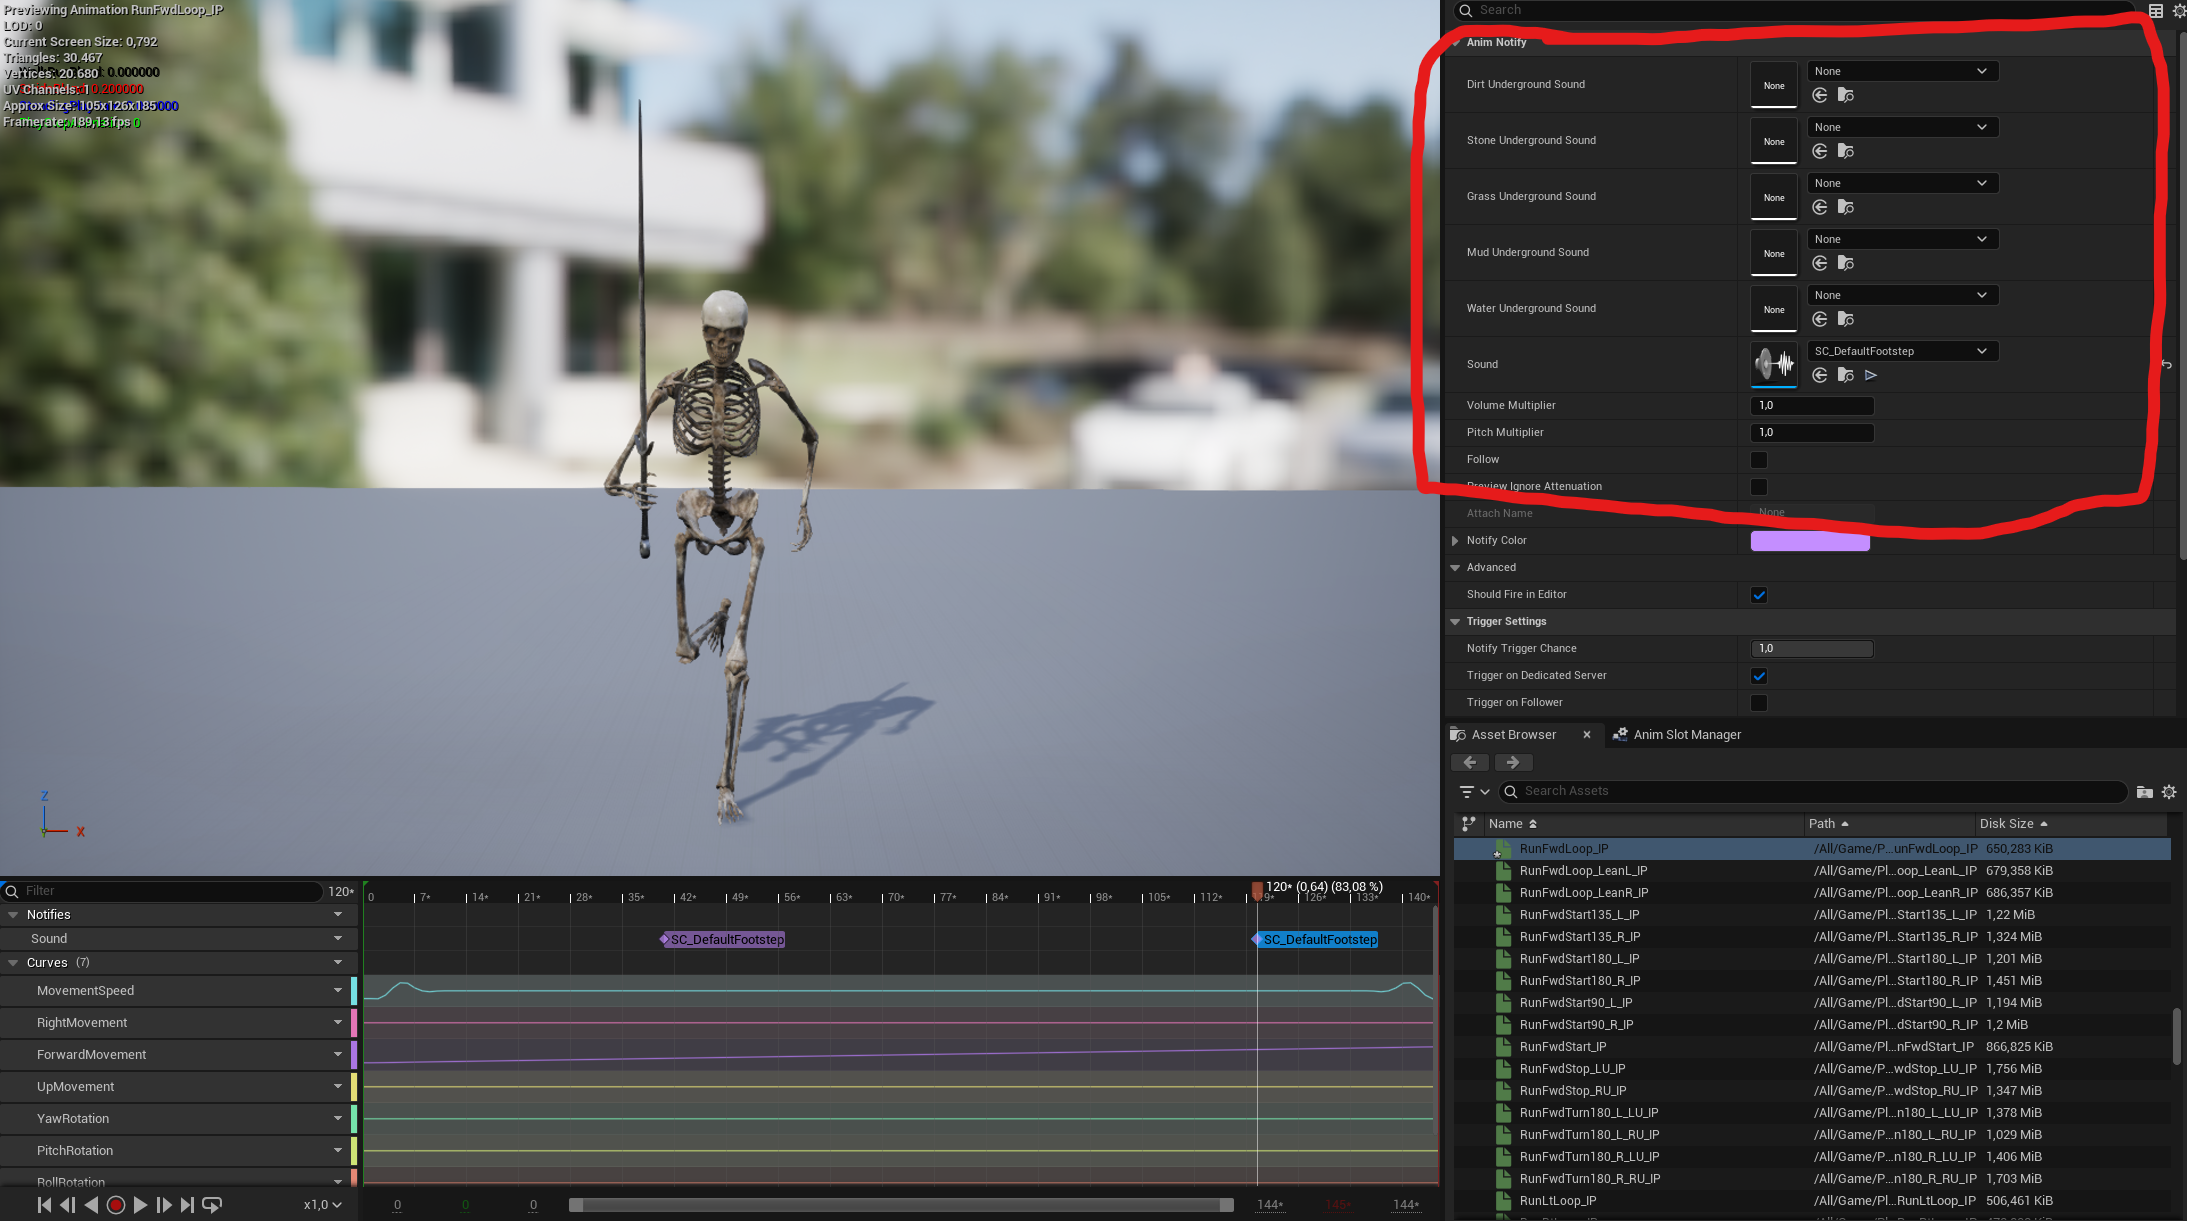 Previewing Animation RunFwdLoop_IP
LOD: 0
Current Screen Size: 0,792
Triangles: 30.467
Vertices: 20.680
0.000000
UV Channels: 1
0.200000
Approx Size: 105x126x185
Framerate: 189,13 fps
Z
X
Search
Anim Notify
Dirt Underground Sound
None
None
Stone Underground Sound
None
None
Grass Underground Sound
None
None
Mud Underground Sound
None
None
Water Underground Sound
None
None
Sound
SC_DefaultFootstep
Volume Multiplier
1,0
Pitch Multiplier
1,0
Follow
Preview Ignore Attenuation
Attach Name
None
Notify Color
Advanced
Should Fire in Editor
Trigger Settings
Notify Trigger Chance
1,0
Trigger on Dedicated Server
Trigger on Follower
Asset Browser
Anim Slot Manager
Search Assets
Name Path Disk Size
RunFwdLoop_IP /All/Game/P...unFwdLoop_IP 650,283 KiB
RunFwdLoop_LeanL_IP /All/Game/Pl...oop_LeanL_IP 679,358 KiB
RunFwdLoop_LeanR_IP /All/Game/Pl...oop_LeanR_IP 686,357 KiB
RunFwdStart135_L_IP /All/Game/Pl...Start135_L_IP 1,22 MiB
RunFwdStart135_R_IP /All/Game/Pl...Start135_R_IP 1,324 MiB
RunFwdStart180_L_IP /All/Game/Pl...Start180_L_IP 1,201 MiB
RunFwdStart180_R_IP /All/Game/Pl...Start180_R_IP 1,451 MiB
RunFwdStart90_L_IP /All/Game/Pl...dStart90_L_IP 1,194 MiB
RunFwdStart90_R_IP /All/Game/Pl...dStart90_R_IP 1,2 MiB
RunFwdStart_IP /All/Game/Pl...nFwdStart_IP 866,825 KiB
RunFwdStop_LU_IP /All/Game/P...wdStop_LU_IP 1,756 MiB
RunFwdStop_RU_IP /All/Game/P...wdStop_RU_IP 1,347 MiB
RunFwdTurn180_L_LU_IP /All/Game/Pl...n180_L_LU_IP 1,378 MiB
RunFwdTurn180_L_RU_IP /All/Game/P...n180_L_RU_IP 1,029 MiB
RunFwdTurn180_R_LU_IP /All/Game/P...n180_R_LU_IP 1,406 MiB
RunFwdTurn180_R_RU_IP /All/Game/P...n180_R_RU_IP 1,703 MiB
RunLtLoop_IP /All/Game/P...RunLtLoop_IP 506,461 KiB
Filter
120*
120* (0,64) (83,08 %)
0 7* 14* 21* 28* 35* 42* 49* 56* 63* 70* 77* 84* 91* 98* 105* 112* 126* 133* 140*
Notifies
Sound
SC_DefaultFootstep
SC_DefaultFootstep
Curves (7)
MovementSpeed
RightMovement
ForwardMovement
UpMovement
YawRotation
PitchRotation
RollRotation
x1,0
0 0 0 144* 145* 144*